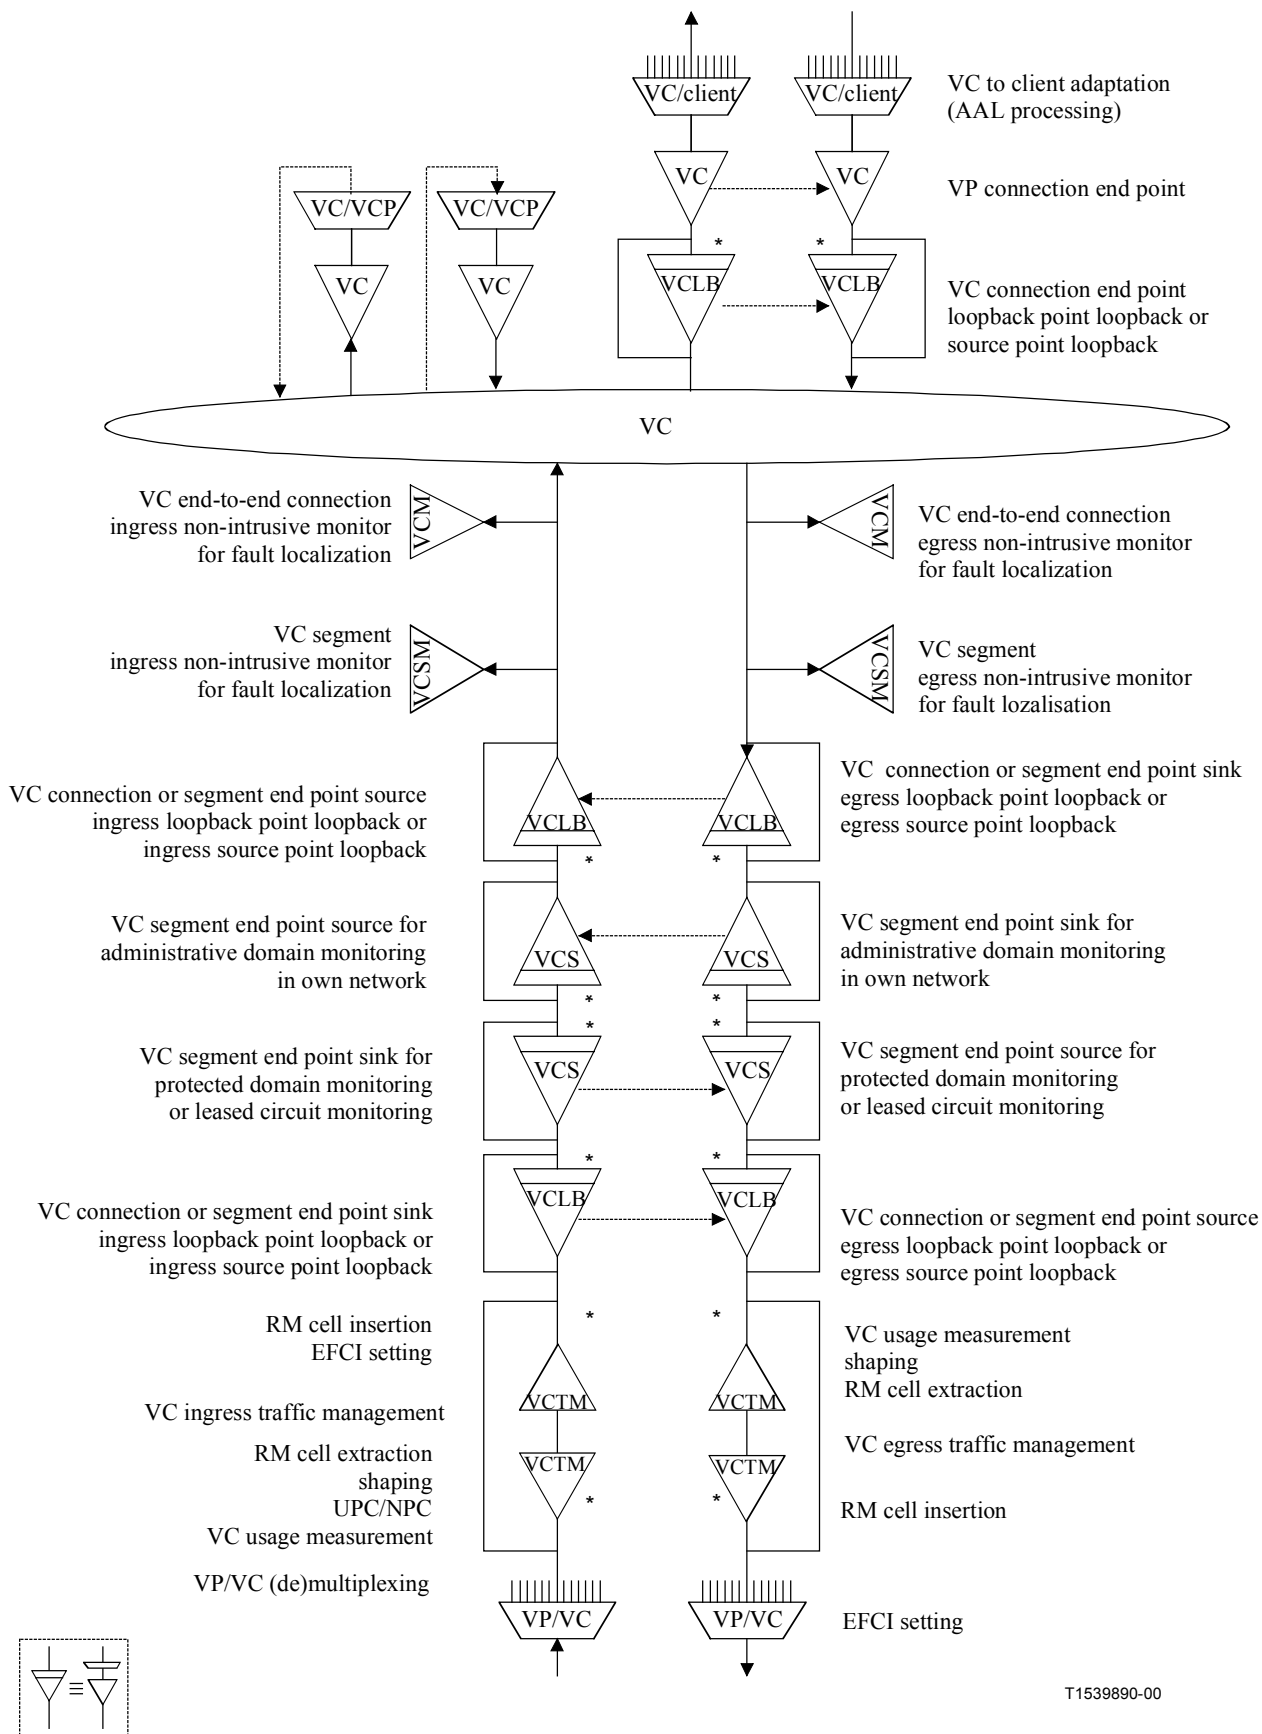 VC/client
VC/client
VC to client adaptation
(AAL processing)
VC
VC
VP connection end point
VC/VCP
VC/VCP
VC
VC
*
*
VCLB
VCLB
VC connection end point
loopback point loopback or
source point loopback
VC
VC end-to-end connection
ingress non-intrusive monitor
for fault localization
VCM
VCM
VC end-to-end connection
egress non-intrusive monitor
for fault localization
VC segment
ingress non-intrusive monitor
for fault localization
VCSM
VCSM
VC segment
egress non-intrusive monitor
for fault lozalisation
VC connection or segment end point source
ingress loopback point loopback or
ingress source point loopback
VCLB
VCLB
*
*
VC connection or segment end point sink
egress loopback point loopback or
egress source point loopback
VC segment end point source for
administrative domain monitoring
in own network
VCS
VCS
*
*
VC segment end point sink for
administrative domain monitoring
in own network
*
*
VC segment end point sink for
protected domain monitoring
or leased circuit monitoring
VCS
VCS
VC segment end point source for
protected domain monitoring
or leased circuit monitoring
*
*
VC connection or segment end point sink
ingress loopback point loopback or
ingress source point loopback
VCLB
VCLB
VC connection or segment end point source
egress loopback point loopback or
egress source point loopback
*
*
RM cell insertion
EFCI setting
VC usage measurement
shaping
RM cell extraction
VCTM
VCTM
VC ingress traffic management
VC egress traffic management
RM cell extraction
shaping
UPC/NPC
VC usage measurement
VCTM
VCTM
*
*
RM cell insertion
VP/VC (de)multiplexing
VP/VC
VP/VC
EFCI setting
≡
T1539890-00